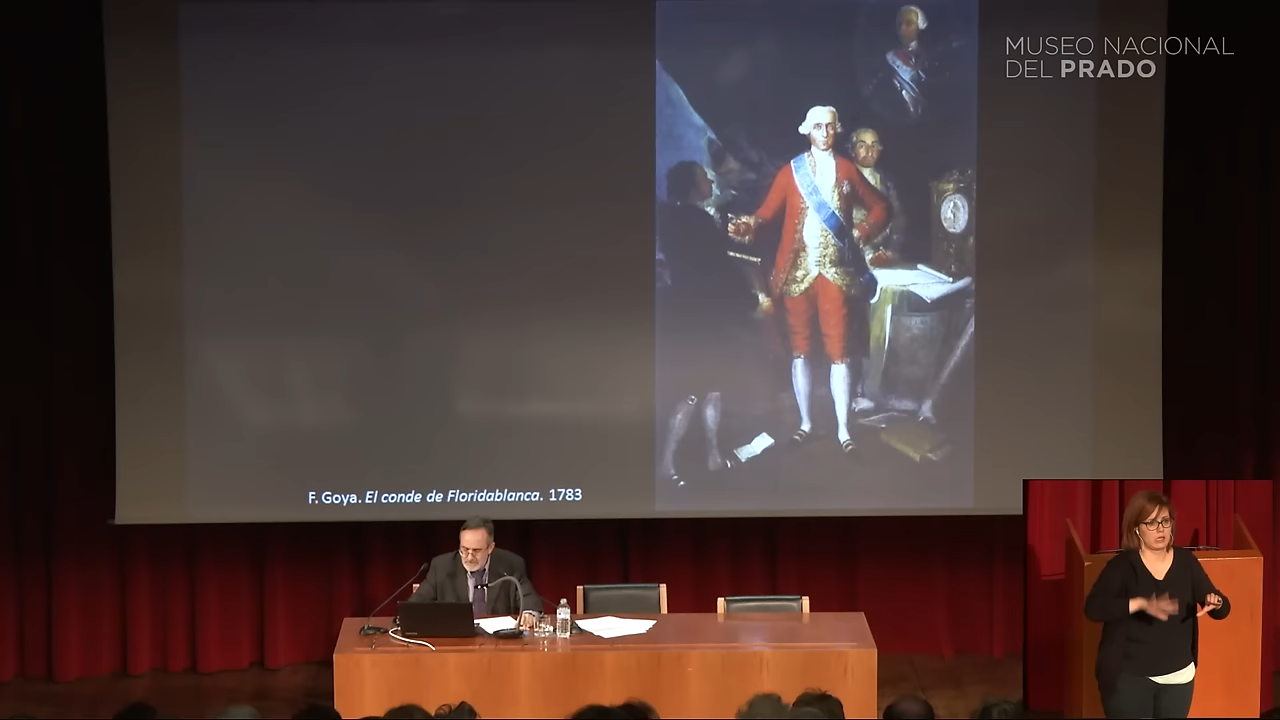 MUSEO NACIONAL
DEL PRADO
F. Goya. El conde de Floridablanca. 1783